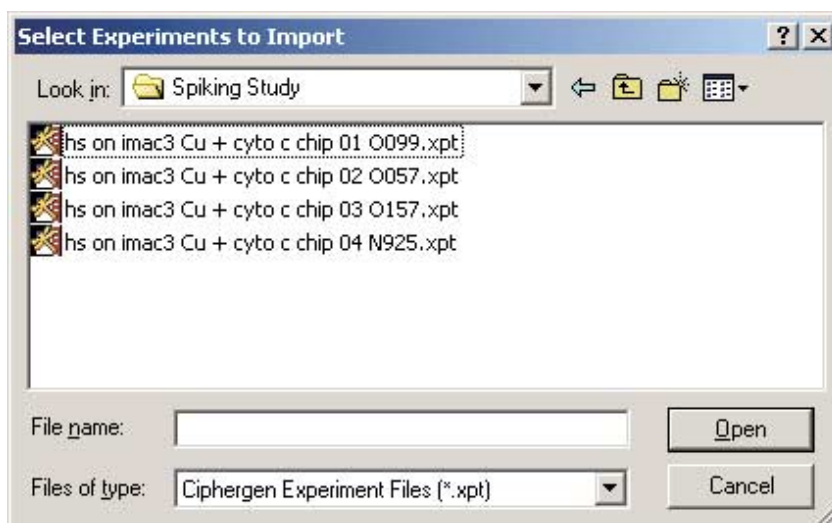 Select Experiments to Import
Look in: Spiking Study
hs on imac3 Cu + cyto c chip 01 O099.xpt
hs on imac3 Cu + cyto c chip 02 O057.xpt
hs on imac3 Cu + cyto c chip 03 O157.xpt
hs on imac3 Cu + cyto c chip 04 N925.xpt
File name:
Open
Files of type: Ciphergen Experiment Files (*.xpt)
Cancel